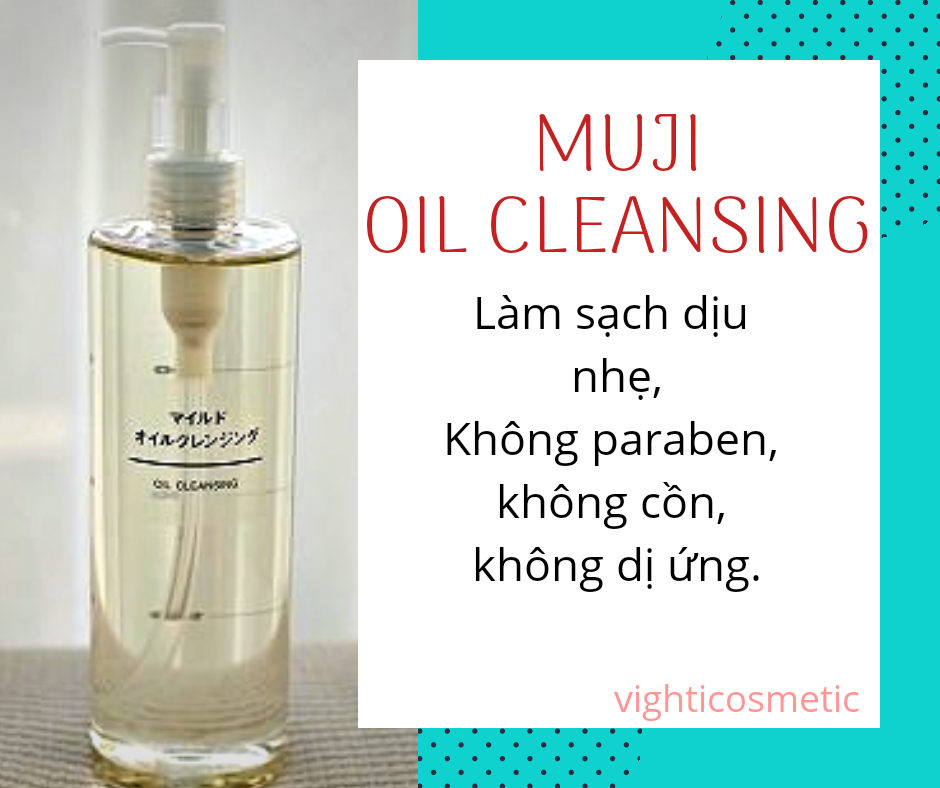 マイルド
オイルクレンジング
OIL CLEANSING
MUJI
OIL CLEANSING
Làm sạch dịu
nhẹ,
Không paraben,
không cồn,
không dị ứng.
vighticosmetic